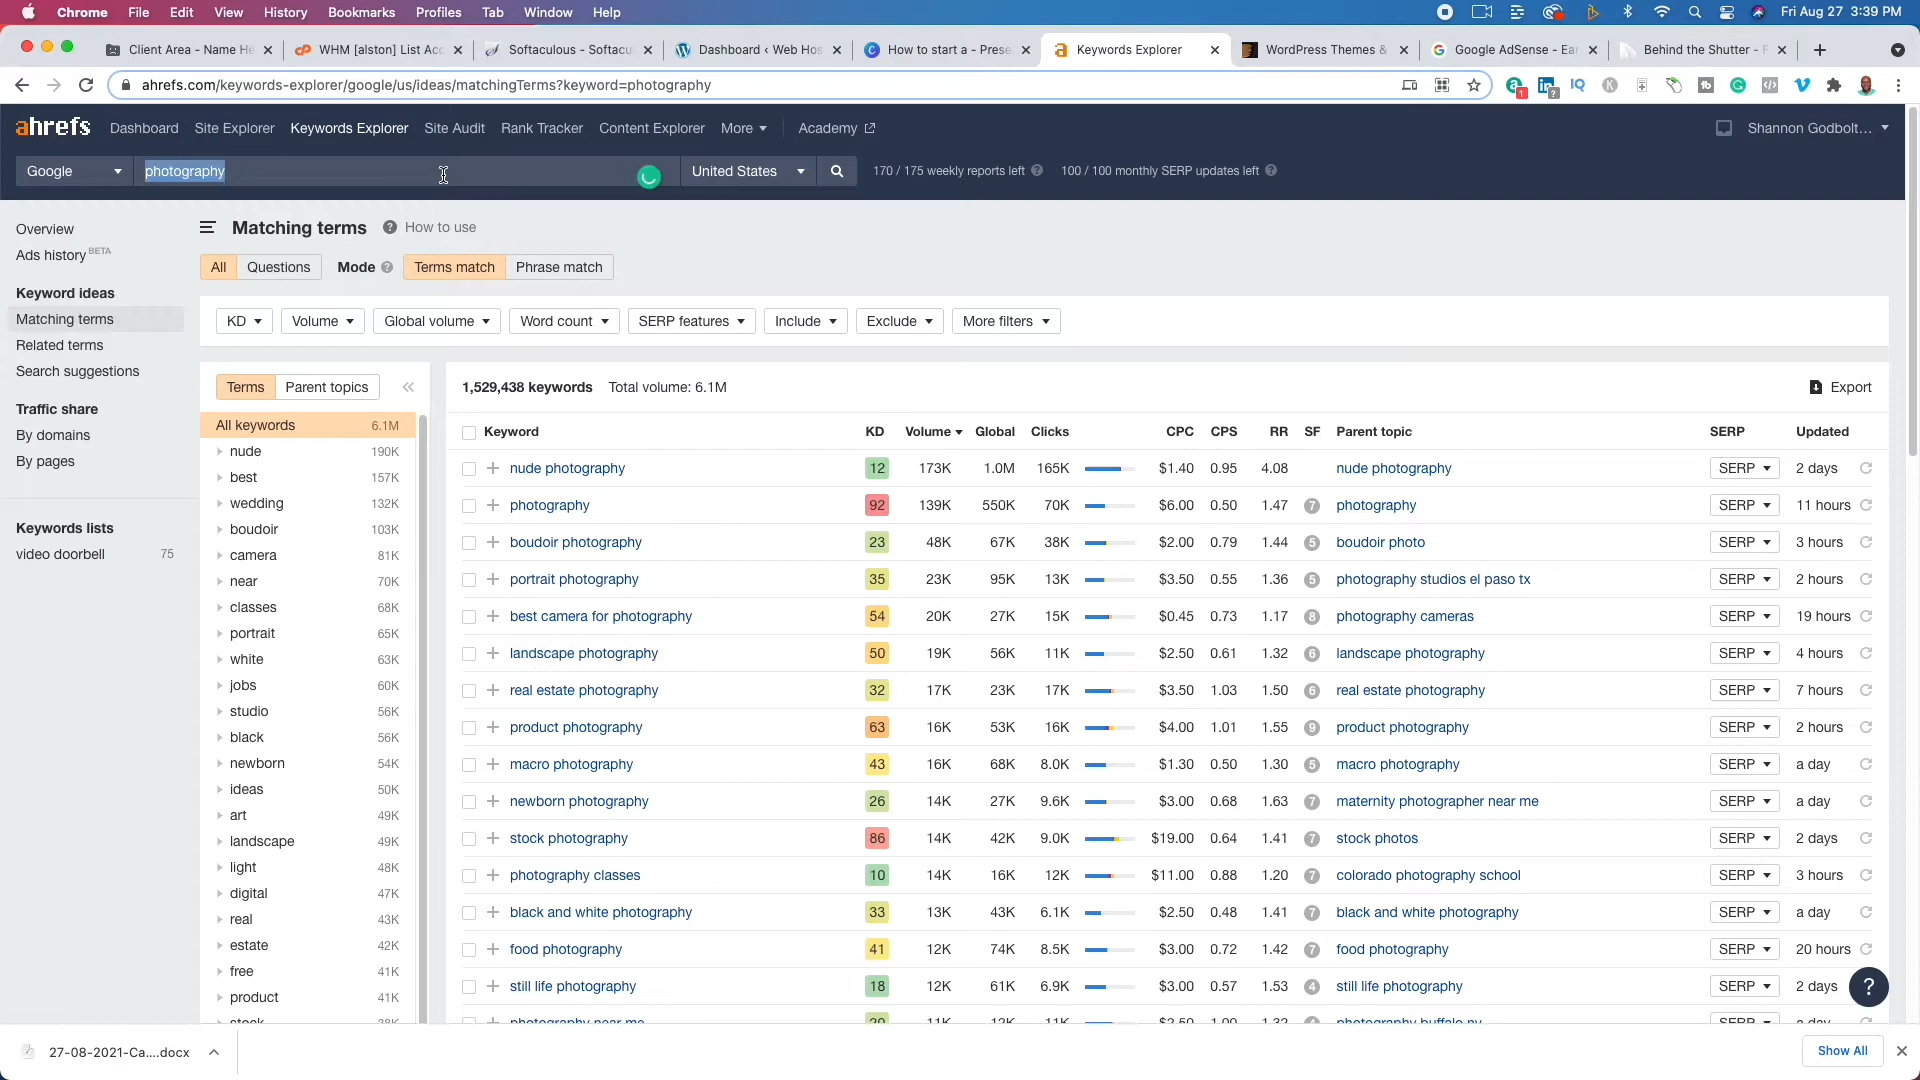 Chrome File Edit View History Bookmarks Profiles Tab Window Help Fri Aug 27 3:39 PM
Client Area - Name He WHM [alston] List Acc Softaculous - Softacu Dashboard ‹ Web Hos How to start a - Prese Keywords Explorer WordPress Themes & Google AdSense - Ear Behind the Shutter - F
ahrefs.com/keywords-explorer/google/us/ideas/matchingTerms?keyword=photography
ahrefs Dashboard Site Explorer Keywords Explorer Site Audit Rank Tracker Content Explorer More Academy Shannon Godbolt...
Google photography United States 170 / 175 weekly reports left 100 / 100 monthly SERP updates left
Overview
Ads history BETA
Keyword ideas
Matching terms
Related terms
Search suggestions
Traffic share
By domains
By pages
Keywords lists
video doorbell 75
Matching terms How to use
All Questions Mode Terms match Phrase match
KD Volume Global volume Word count SERP features Include Exclude More filters
Terms Parent topics
All keywords 6.1M
nude 190K
best 157K
wedding 132K
boudoir 103K
camera 81K
near 70K
classes 68K
portrait 65K
white 63K
jobs 60K
studio 56K
black 56K
newborn 54K
ideas 50K
art 49K
landscape 49K
light 48K
digital 47K
real 43K
estate 42K
free 41K
product 41K
stock 38K
1,529,438 keywords Total volume: 6.1M Export
Keyword KD Volume Global Clicks CPC CPS RR SF Parent topic SERP Updated
nude photography 12 173K 1.0M 165K $1.40 0.95 4.08 nude photography SERP 2 days
photography 92 139K 550K 70K $6.00 0.50 1.47 7 photography SERP 11 hours
boudoir photography 23 48K 67K 38K $2.00 0.79 1.44 5 boudoir photo SERP 3 hours
portrait photography 35 23K 95K 13K $3.50 0.55 1.36 5 photography studios el paso tx SERP 2 hours
best camera for photography 54 20K 27K 15K $0.45 0.73 1.17 8 photography cameras SERP 19 hours
landscape photography 50 19K 56K 11K $2.50 0.61 1.32 6 landscape photography SERP 4 hours
real estate photography 32 17K 23K 17K $3.50 1.03 1.50 6 real estate photography SERP 7 hours
product photography 63 16K 53K 16K $4.00 1.01 1.55 9 product photography SERP 2 hours
macro photography 43 16K 68K 8.0K $1.30 0.50 1.30 5 macro photography SERP a day
newborn photography 26 14K 27K 9.6K $3.00 0.68 1.63 7 maternity photographer near me SERP a day
stock photography 86 14K 42K 9.0K $19.00 0.64 1.41 7 stock photos SERP 2 days
photography classes 10 14K 16K 12K $11.00 0.88 1.20 7 colorado photography school SERP 3 hours
black and white photography 33 13K 43K 6.1K $2.50 0.48 1.41 7 black and white photography SERP a day
food photography 41 12K 74K 8.5K $3.00 0.72 1.42 7 food photography SERP 20 hours
still life photography 18 12K 61K 6.9K $3.00 0.57 1.53 4 still life photography SERP 2 days
photography near me 11K 12K 11K $2.50 1.00 1.32 photography buffalo ny SERP a day
27-08-2021-Ca....docx Show All